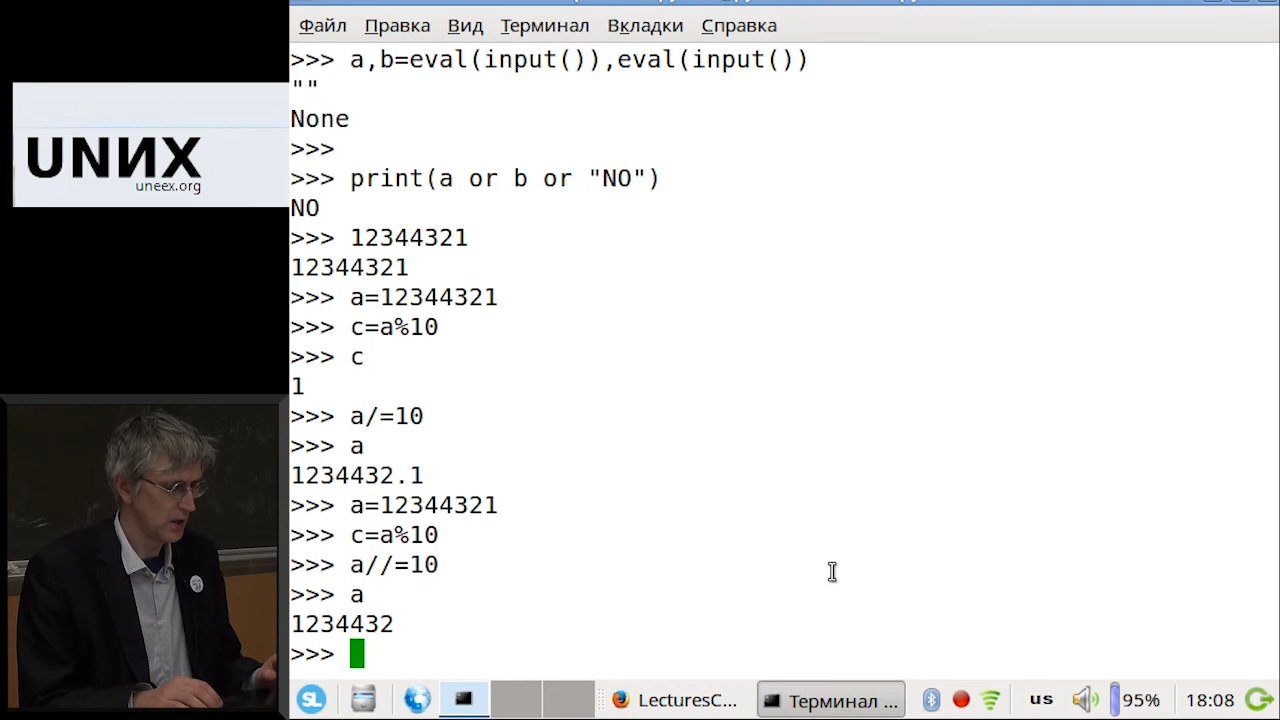 Файл Правка Вид Терминал Вкладки Справка
>>> a,b=eval(input()),eval(input())
""
None
>>>
>>> print(a or b or "NO")
NO
>>> 12344321
12344321
>>> a=12344321
>>> c=a%10
>>> c
1
>>> a/=10
>>> a
1234432.1
>>> a=12344321
>>> c=a%10
>>> a//=10
>>> a
1234432
>>>
UNИX
uneex.org
SL LecturesC... Терминал ... us 95% 18:08